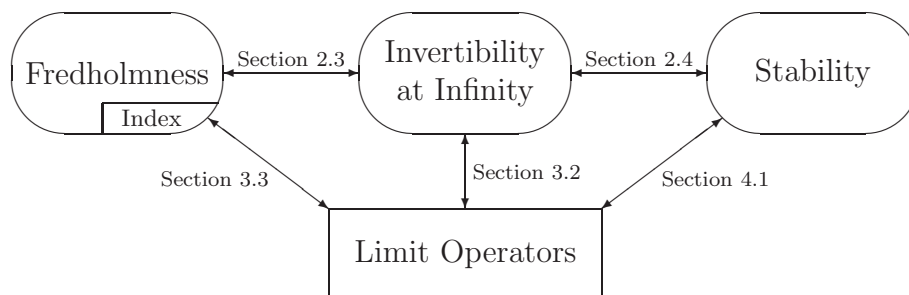 Fredholmness
Index
Section 2.3
Invertibility
at Infinity
Section 2.4
Stability
Section 3.3
Section 3.2
Section 4.1
Limit Operators